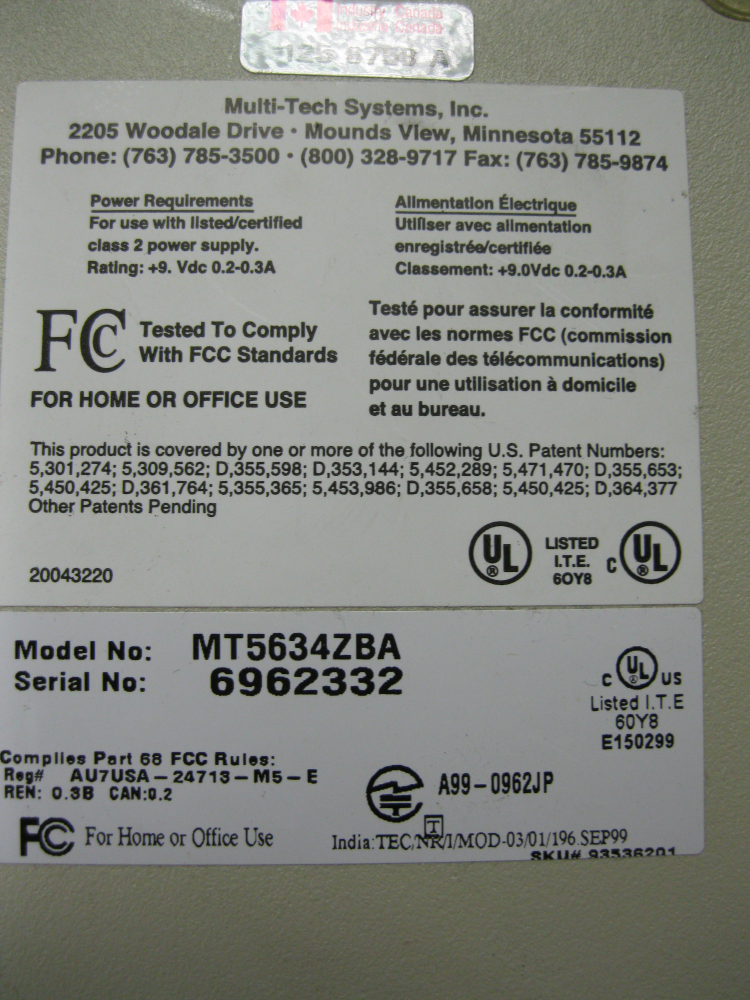 Industry Canada
125 8763 A
Multi-Tech Systems, Inc.
2205 Woodale Drive • Mounds View, Minnesota 55112
Phone: (763) 785-3500 • (800) 328-9717 Fax: (763) 785-9874
Power Requirements
For use with listed/certified
class 2 power supply.
Rating: +9. Vdc 0.2-0.3A
Alimentation Électrique
Utiliser avec alimentation
enregistrée/certifiée
Classement: +9.0Vdc 0.2-0.3A
FC Tested To Comply
With FCC Standards
FOR HOME OR OFFICE USE
Testé pour assurer la conformité
avec les normes FCC (commission
fédérale des télécommunications)
pour une utilisation à domicile
et au bureau.
This product is covered by one or more of the following U.S. Patent Numbers:
5,301,274; 5,309,562; D,355,598; D,353,144; 5,452,289; 5,471,470; D,355,653;
5,450,425; D,361,764; 5,355,365; 5,453,986; D,355,658; 5,450,425; D,364,377
Other Patents Pending
20043220
UL ®
LISTED
I.T.E.
6OY8
C UL ®
Model No: MT5634ZBA
Serial No: 6962332
C UL US
Listed I.T.E
60Y8
E150299
Complies Part 68 FCC Rules:
Reg# AU7USA-24713-M5-E
REN: 0.3B CAN:0.2
A99-0962JP
FC For Home or Office Use
T
India:TEC/NR/I/MOD-03/01/196.SEP99
SKU# 93536201